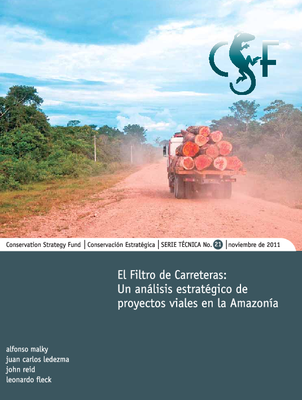 CSF
Conservation Strategy Fund | Conservación Estratégica | SERIE TÉCNICA No. 21 | noviembre de 2011
El Filtro de Carreteras:
Un análisis estratégico de
proyectos viales en la Amazonía
alfonso malky
juan carlos ledezma
john reid
leonardo fleck